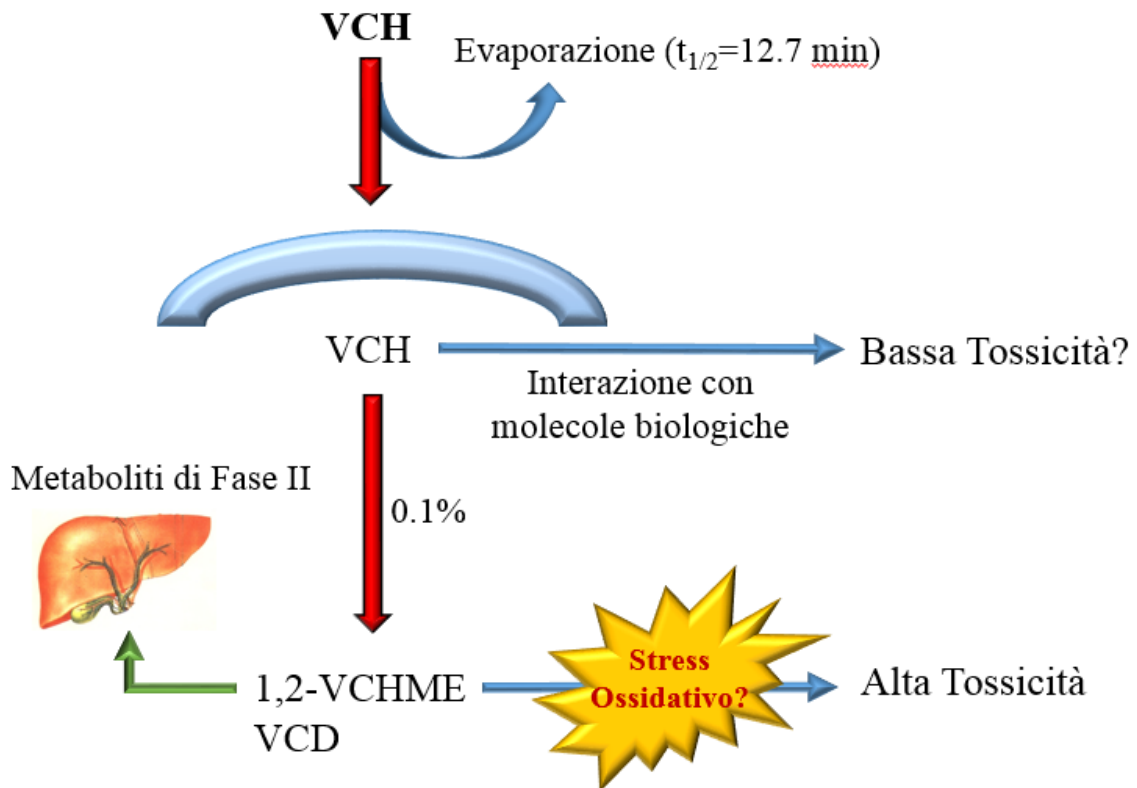 VCH
Evaporazione (t1/2=12.7 min)
VCH
Bassa Tossicità?
Interazione con
molecole biologiche
Metaboliti di Fase II
0.1%
Stress
Ossidativo?
1,2-VCHME
VCD
Alta Tossicità